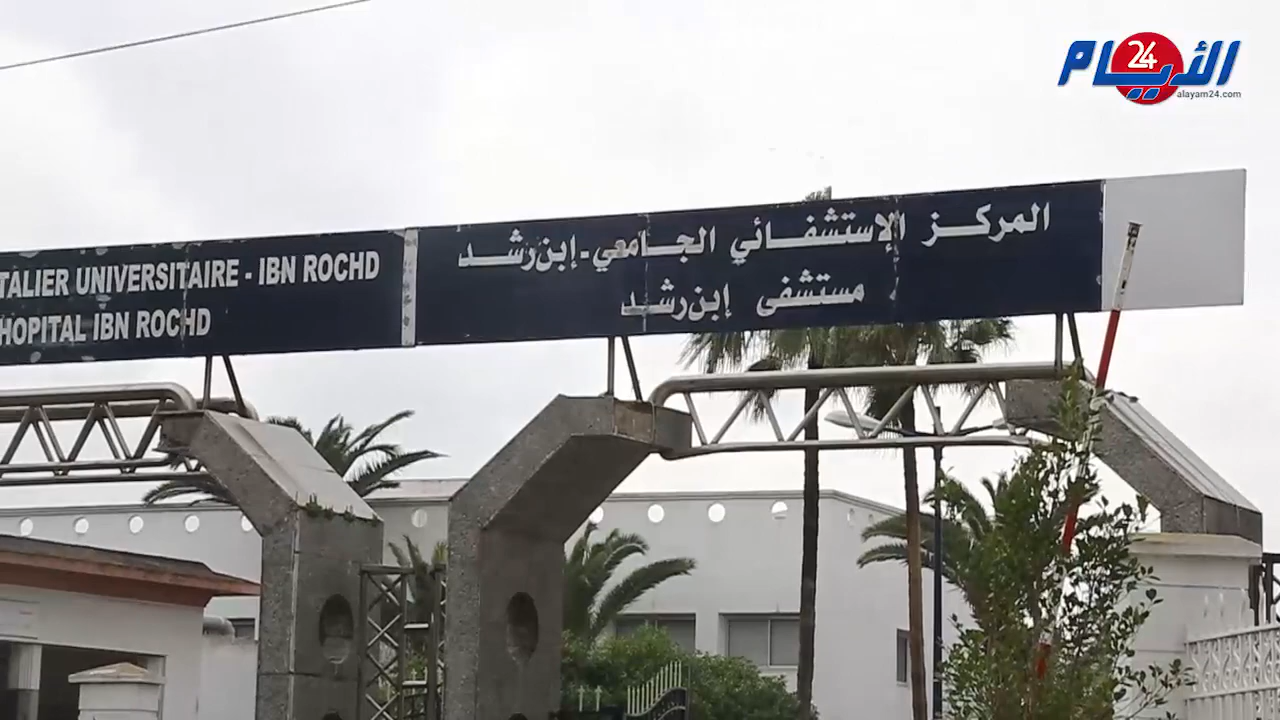 الأيام 24
alayam24.com
المركز الإستشفائي الجامعي-إبن رشد
مستشفى إبن رشد
TALIER UNIVERSITAIRE - IBN ROCHD
HOPITAL IBN ROCHD